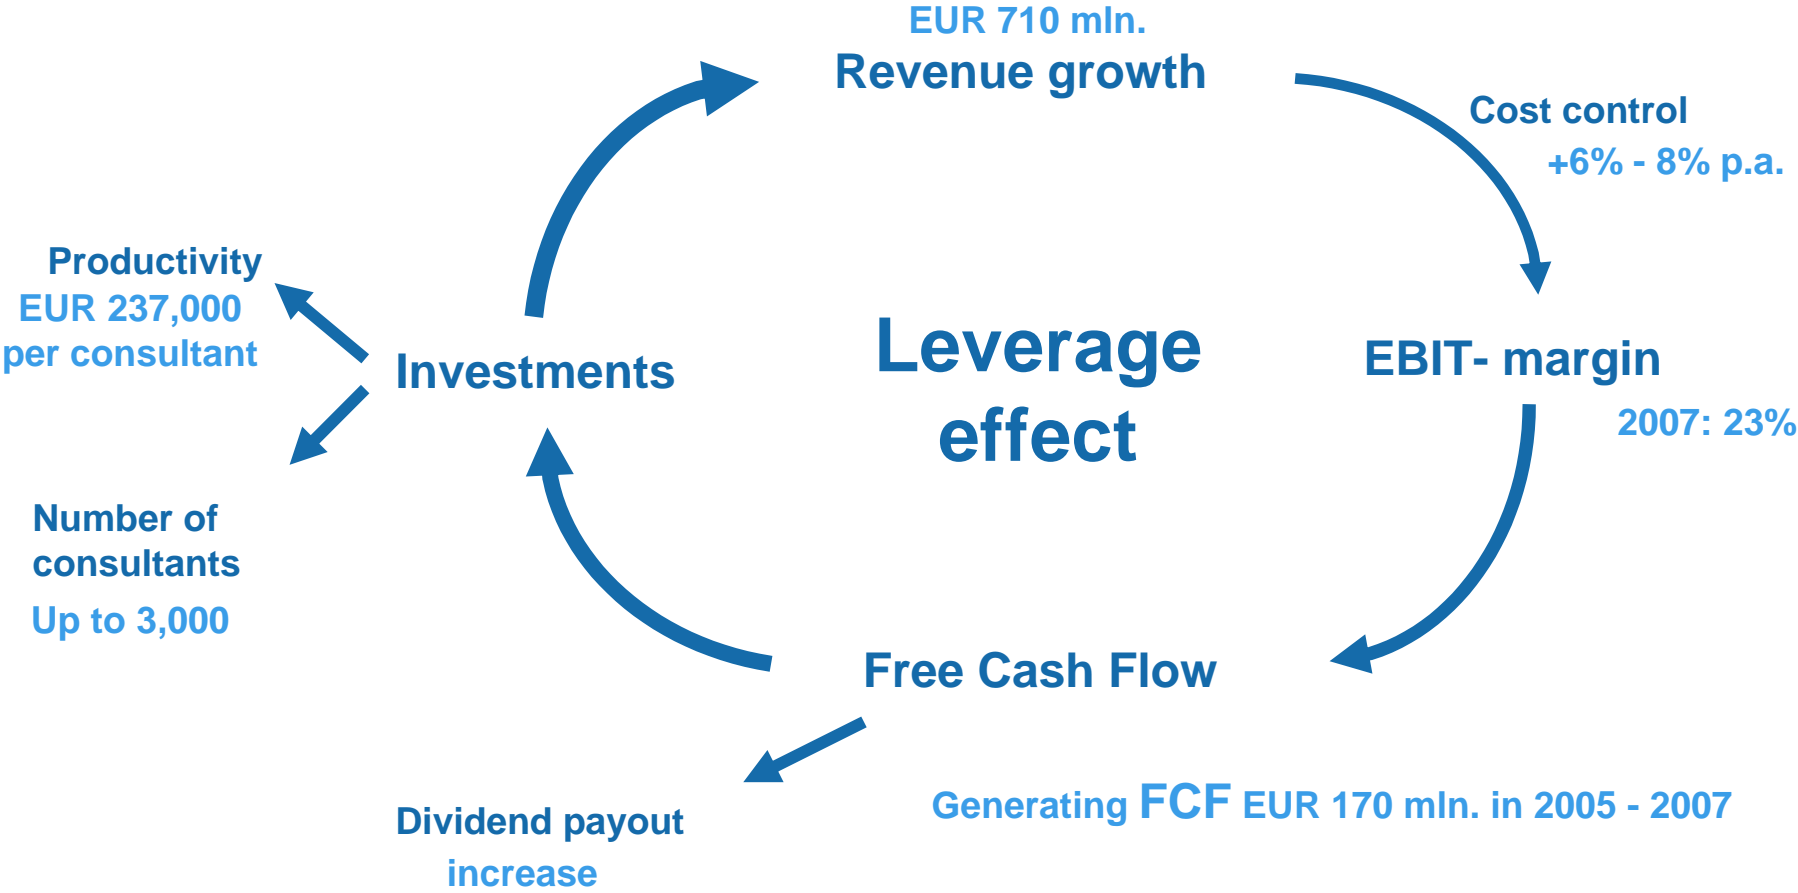 EUR 710 mln.
Revenue growth
Cost control
+6% - 8% p.a.
Productivity
EUR 237,000
per consultant
Investments
Leverage
effect
EBIT- margin
2007: 23%
Number of
consultants
Up to 3,000
Free Cash Flow
Generating FCF EUR 170 mln. in 2005 - 2007
Dividend payout
increase